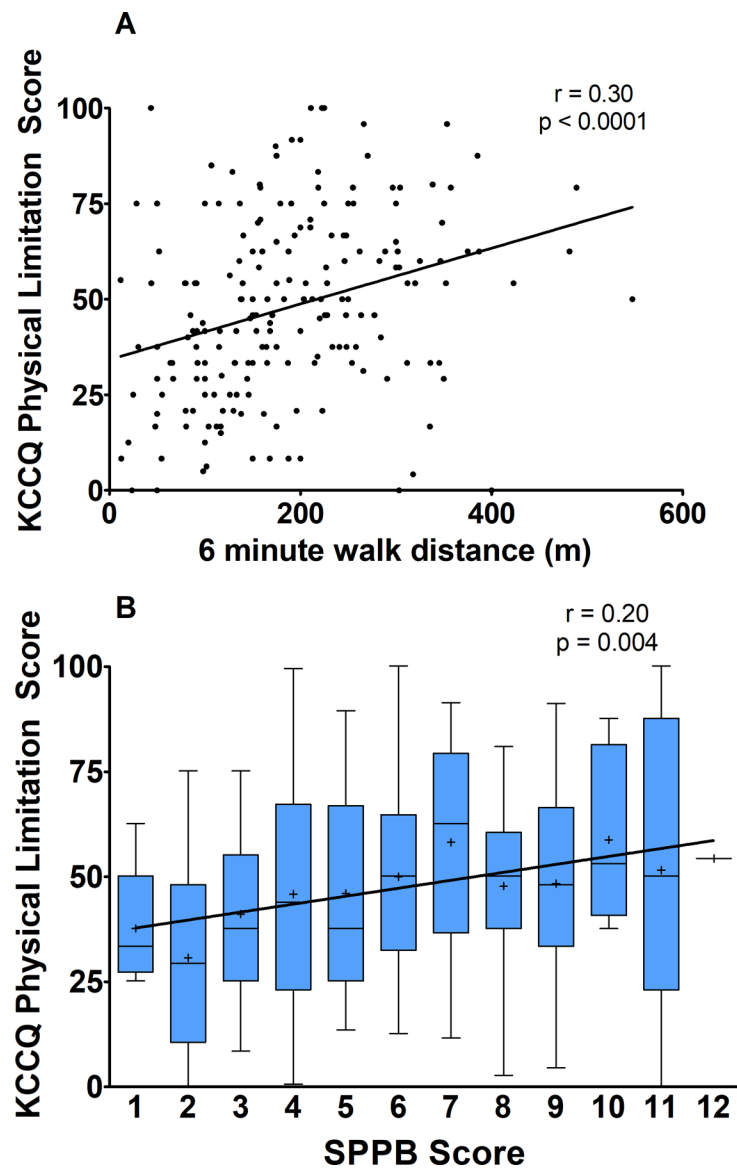 A
r = 0.30
p < 0.0001
KCCQ Physical Limitation Score
100
75
50
25
0
0 200 400 600
6 minute walk distance (m)
B
r = 0.20
p = 0.004
KCCQ Physical Limitation Score
100
75
50
25
0
1 2 3 4 5 6 7 8 9 10 11 12
SPPB Score